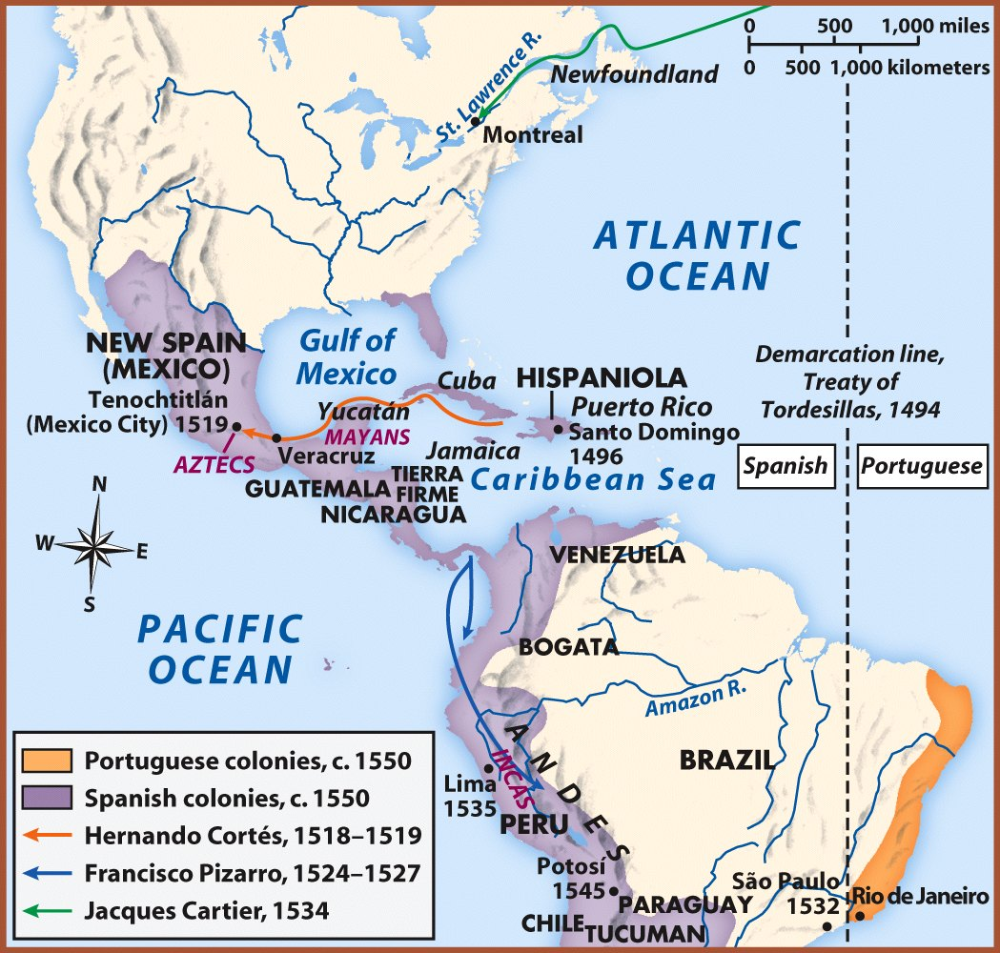 0 500 1,000 miles
0 500 1,000 kilometers
St. Lawrence R.
Newfoundland
Montreal
ATLANTIC
OCEAN
NEW SPAIN
(MEXICO)
Tenochtitlán
(Mexico City) 1519
AZTECS
Gulf of
Mexico
Yucatán
MAYANS
Veracruz
Cuba
HISPANIOLA
Puerto Rico
Santo Domingo
1496
Jamaica
Caribbean Sea
GUATEMALA
TIERRA
FIRME
NICARAGUA
Demarcation line,
Treaty of
Tordesillas, 1494
Spanish
Portuguese
N
W
E
S
PACIFIC
OCEAN
VENEZUELA
BOGATA
Amazon R.
ANDES
INCAS
BRAZIL
Lima
1535
PERU
Potosí
1545
PARAGUAY
CHILE
TUCUMAN
São Paulo
1532
Rio de Janeiro
Portuguese colonies, c. 1550
Spanish colonies, c. 1550
Hernando Cortés, 1518–1519
Francisco Pizarro, 1524–1527
Jacques Cartier, 1534